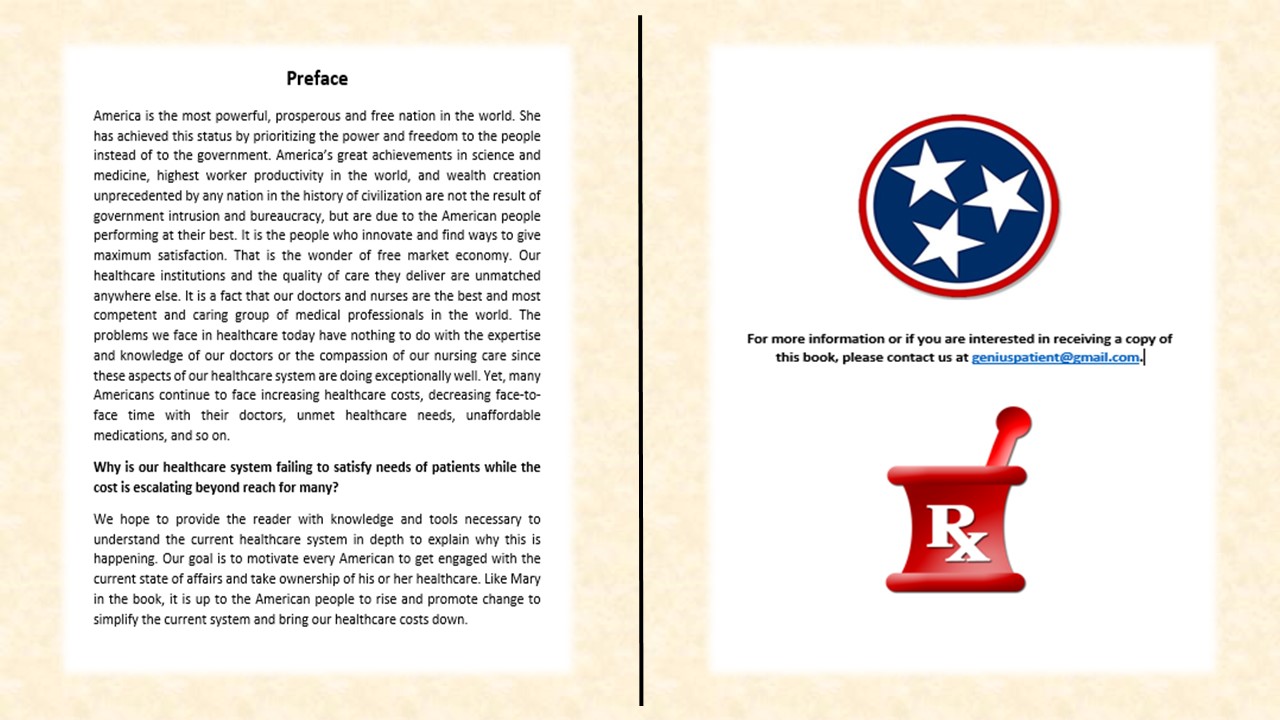 Preface
America is the most powerful, prosperous and free nation in the world. She
has achieved this status by prioritizing the power and freedom to the people
instead of to the government. America's great achievements in science and
medicine, highest worker productivity in the world, and wealth creation
unprecedented by any nation in the history of civilization are not the result of
government intrusion and bureaucracy, but are due to the American people
performing at their best. It is the people who innovate and find ways to give
maximum satisfaction. That is the wonder of free market economy. Our
healthcare institutions and the quality of care they deliver are unmatched
anywhere else. It is a fact that our doctors and nurses are the best and most
competent and caring group of medical professionals in the world. The
problems we face in healthcare today have nothing to do with the expertise
and knowledge of our doctors or the compassion of our nursing care since
these aspects of our healthcare system are doing exceptionally well. Yet, many
Americans continue to face increasing healthcare costs, decreasing face-to-
face time with their doctors, unmet healthcare needs, unaffordable
medications, and so on.
Why is our healthcare system failing to satisfy needs of patients while the
cost is escalating beyond reach for many?
We hope to provide the reader with knowledge and tools necessary to
understand the current healthcare system in depth to explain why this is
happening. Our goal is to motivate every American to get engaged with the
current state of affairs and take ownership of his or her healthcare. Like Mary
in the book, it is up to the American people to rise and promote change to
simplify the current system and bring our healthcare costs down.
For more information or if you are interested in receiving a copy of
this book, please contact us at geniuspatient@gmail.com.
Rx